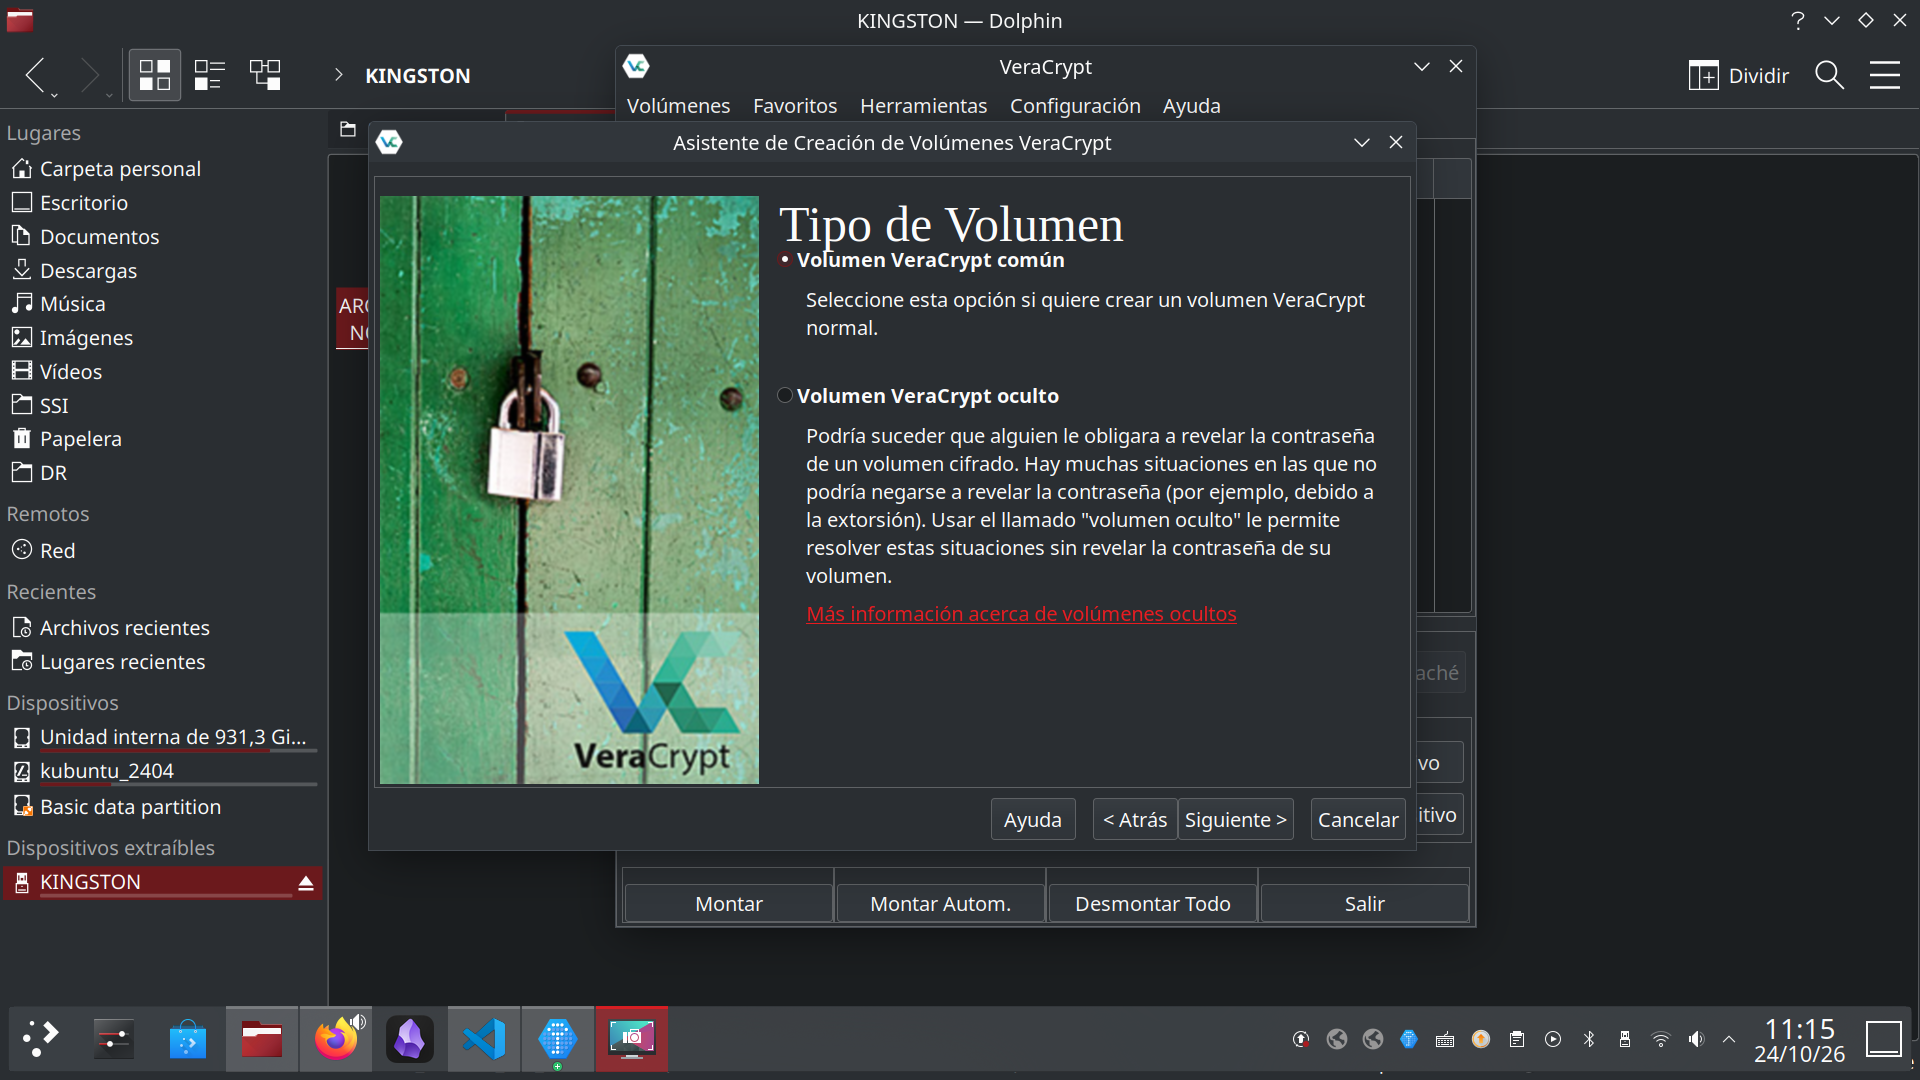 KINGSTON — Dolphin
KINGSTON
Dividir
VeraCrypt
Volúmenes Favoritos Herramientas Configuración Ayuda
Asistente de Creación de Volúmenes VeraCrypt
Lugares
Carpeta personal
Escritorio
Documentos
Descargas
Música
Imágenes
Vídeos
SSI
Papelera
DR
Remotos
Red
Recientes
Archivos recientes
Lugares recientes
Dispositivos
Unidad interna de 931,3 Gi...
kubuntu_2404
Basic data partition
Dispositivos extraíbles
KINGSTON
Tipo de Volumen
Volumen VeraCrypt común
Seleccione esta opción si quiere crear un volumen VeraCrypt
normal.
Volumen VeraCrypt oculto
Podría suceder que alguien le obligara a revelar la contraseña
de un volumen cifrado. Hay muchas situaciones en las que no
podría negarse a revelar la contraseña (por ejemplo, debido a
la extorsión). Usar el llamado "volumen oculto" le permite
resolver estas situaciones sin revelar la contraseña de su
volumen.
Más información acerca de volúmenes ocultos
VeraCrypt
Ayuda < Atrás Siguiente > Cancelar
Montar Montar Autom. Desmontar Todo Salir
11:15
24/10/26